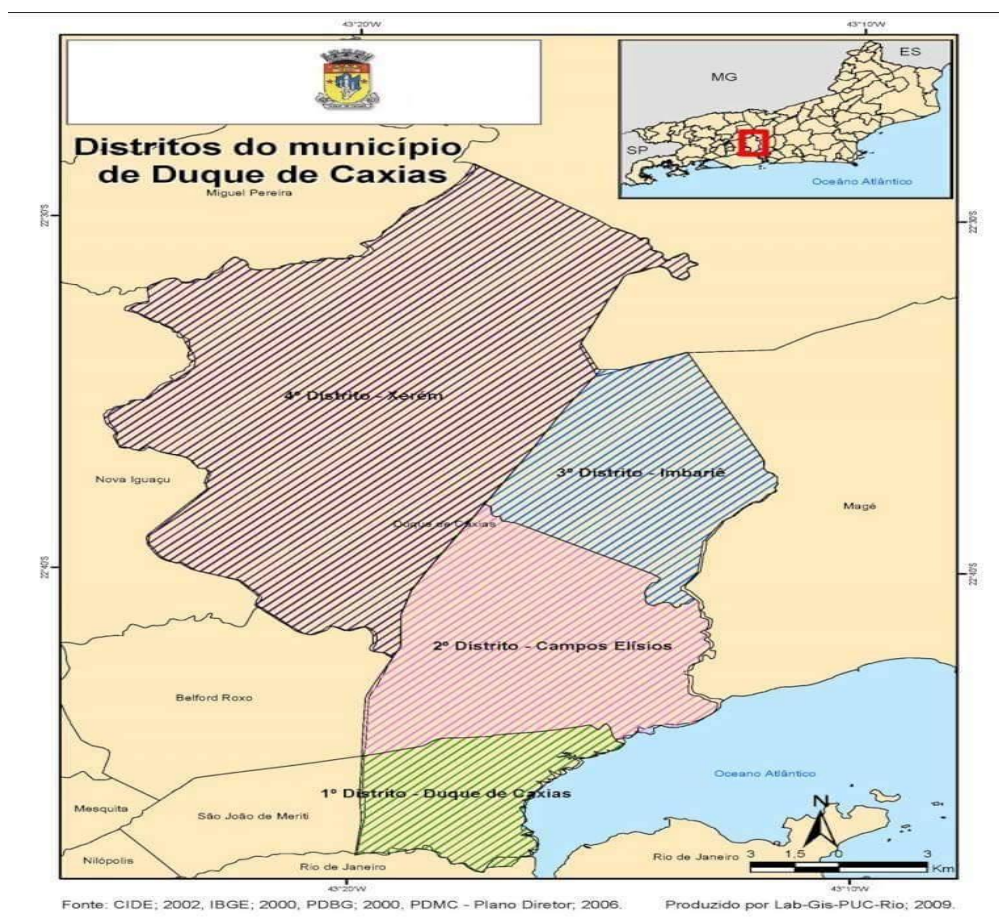 43°20'W
43°10'W
Distritos do município
de Duque de Caxias
Miguel Pereira
MG
ES
SP
Oceâno Atlântico
22°30'S
22°30'S
4º Distrito - Xerém
3º Distrito - Imbariê
Nova Iguaçu
Magé
Duque de Caxias
22°40'S
22°40'S
2º Distrito - Campos Elísios
Belford Roxo
Oceano Atlântico
1º Distrito - Duque de Caxias
Mesquita
São João de Meriti
N
Nilópolis
Rio de Janeiro
Rio de Janeiro
3 1,5 0 3
Km
43°20'W
43°10'W
Fonte: CIDE; 2002, IBGE; 2000, PDBG; 2000, PDMC - Plano Diretor; 2006. Produzido por Lab-Gis-PUC-Rio; 2009.